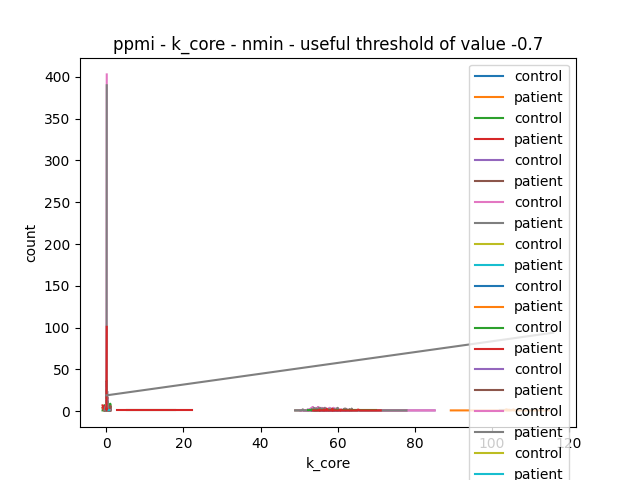 ppmi - k_core - nmin - useful threshold of value -0.7
count
400
350
300
250
200
150
100
50
0
0 20 40 60 80 100 120
k_core
control
patient
control
patient
control
patient
control
patient
control
patient
control
patient
control
patient
control
patient
control
patient
control
patient